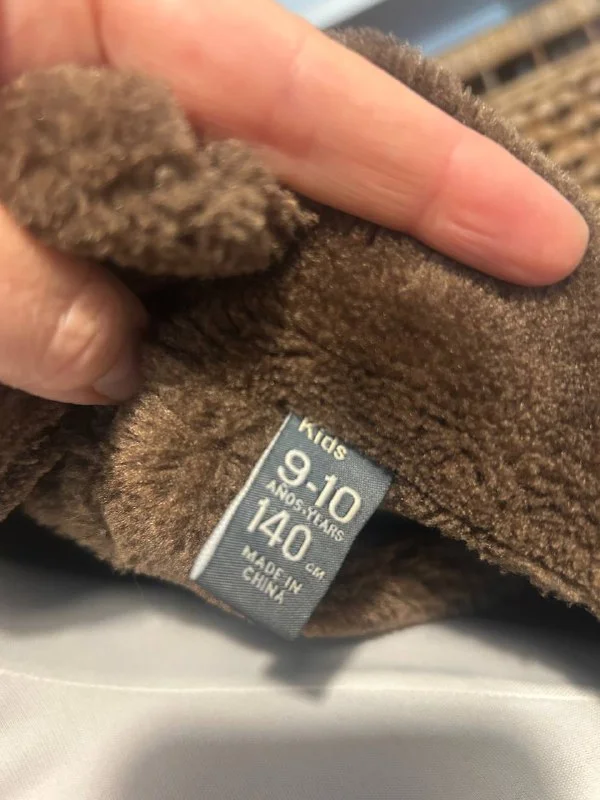 Kids
9-10
AÑOS-YEARS
140 CM
MADE IN
CHINA